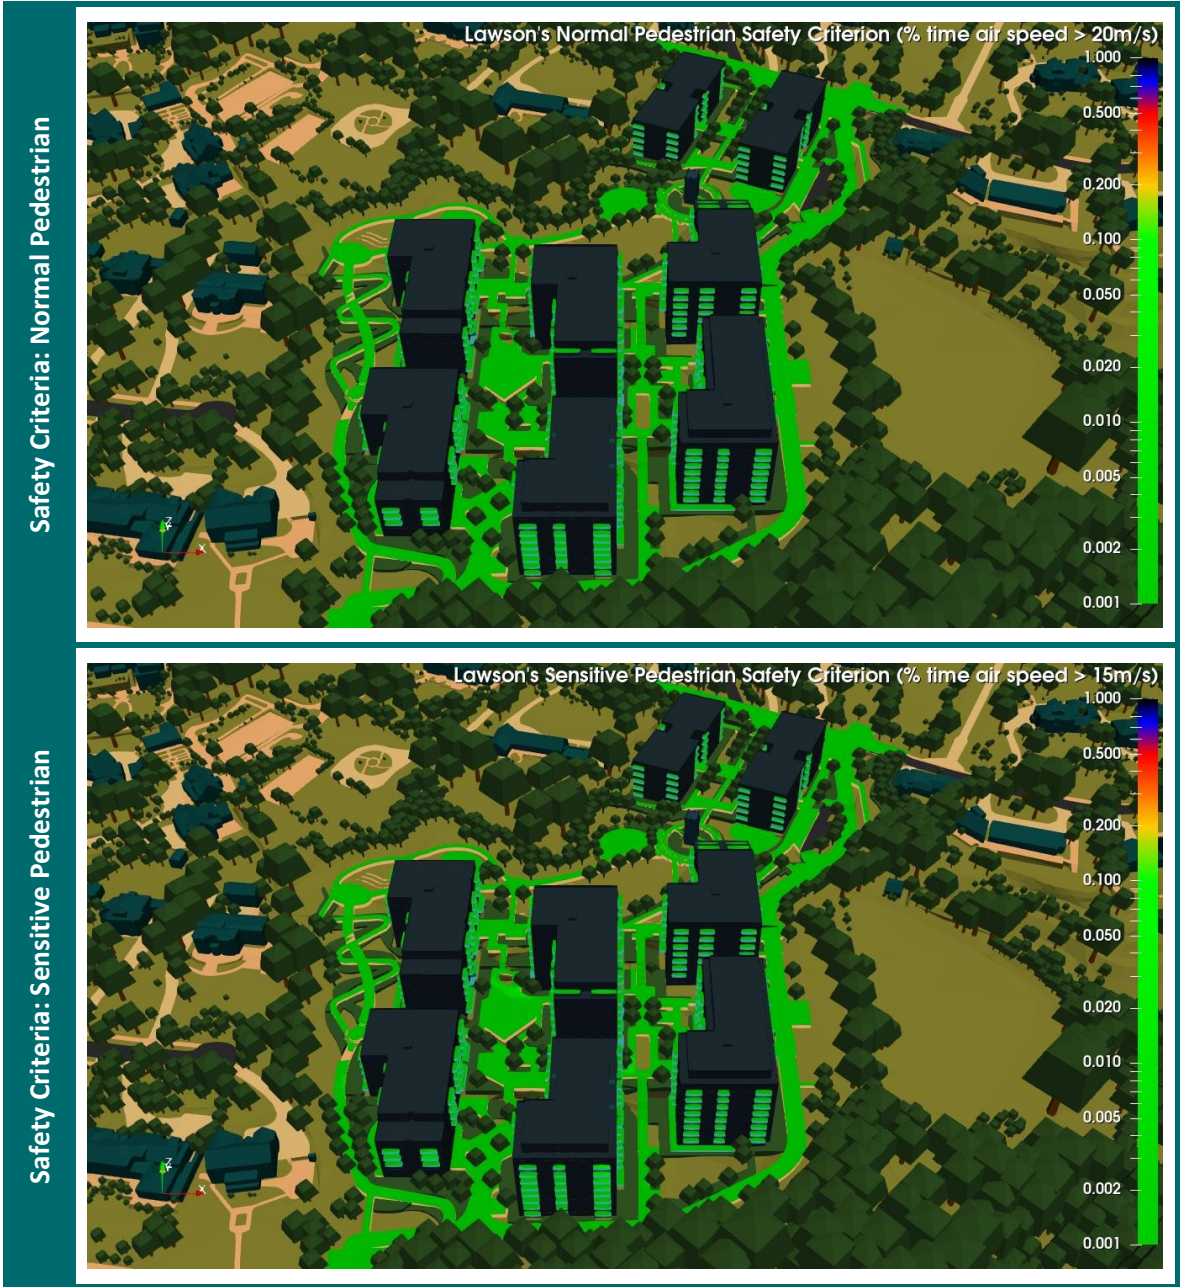 Safety Criteria: Normal Pedestrian
Lawson's Normal Pedestrian Safety Criterion (% time air speed > 20m/s)
1.000
0.500
0.200
0.100
0.050
0.020
0.010
0.005
0.002
0.001
Z
X
Safety Criteria: Sensitive Pedestrian
Lawson's Sensitive Pedestrian Safety Criterion (% time air speed > 15m/s)
1.000
0.500
0.200
0.100
0.050
0.020
0.010
0.005
0.002
0.001
Z
X